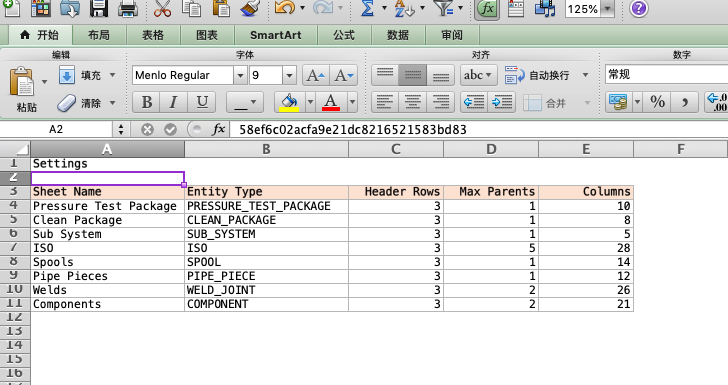 125%
开始 布局 表格 图表 SmartArt 公式 数据 审阅
编辑 字体 对齐 数字
填充 Menlo Regular 9 A A abc 自动换行 常规
粘贴 清除 B I U A 合并 % ,
A2 fx 58ef6c02acfa9e21dc8216521583bd83
A B C D E F
1 Settings
2
3 Sheet Name Entity Type Header Rows Max Parents Columns
4 Pressure Test Package PRESSURE_TEST_PACKAGE 3 1 10
5 Clean Package CLEAN_PACKAGE 3 1 8
6 Sub System SUB_SYSTEM 3 1 5
7 ISO ISO 3 5 28
8 Spools SPOOL 3 1 14
9 Pipe Pieces PIPE_PIECE 3 1 12
10 Welds WELD_JOINT 3 2 26
11 Components COMPONENT 3 2 21
12
13
14
15
16